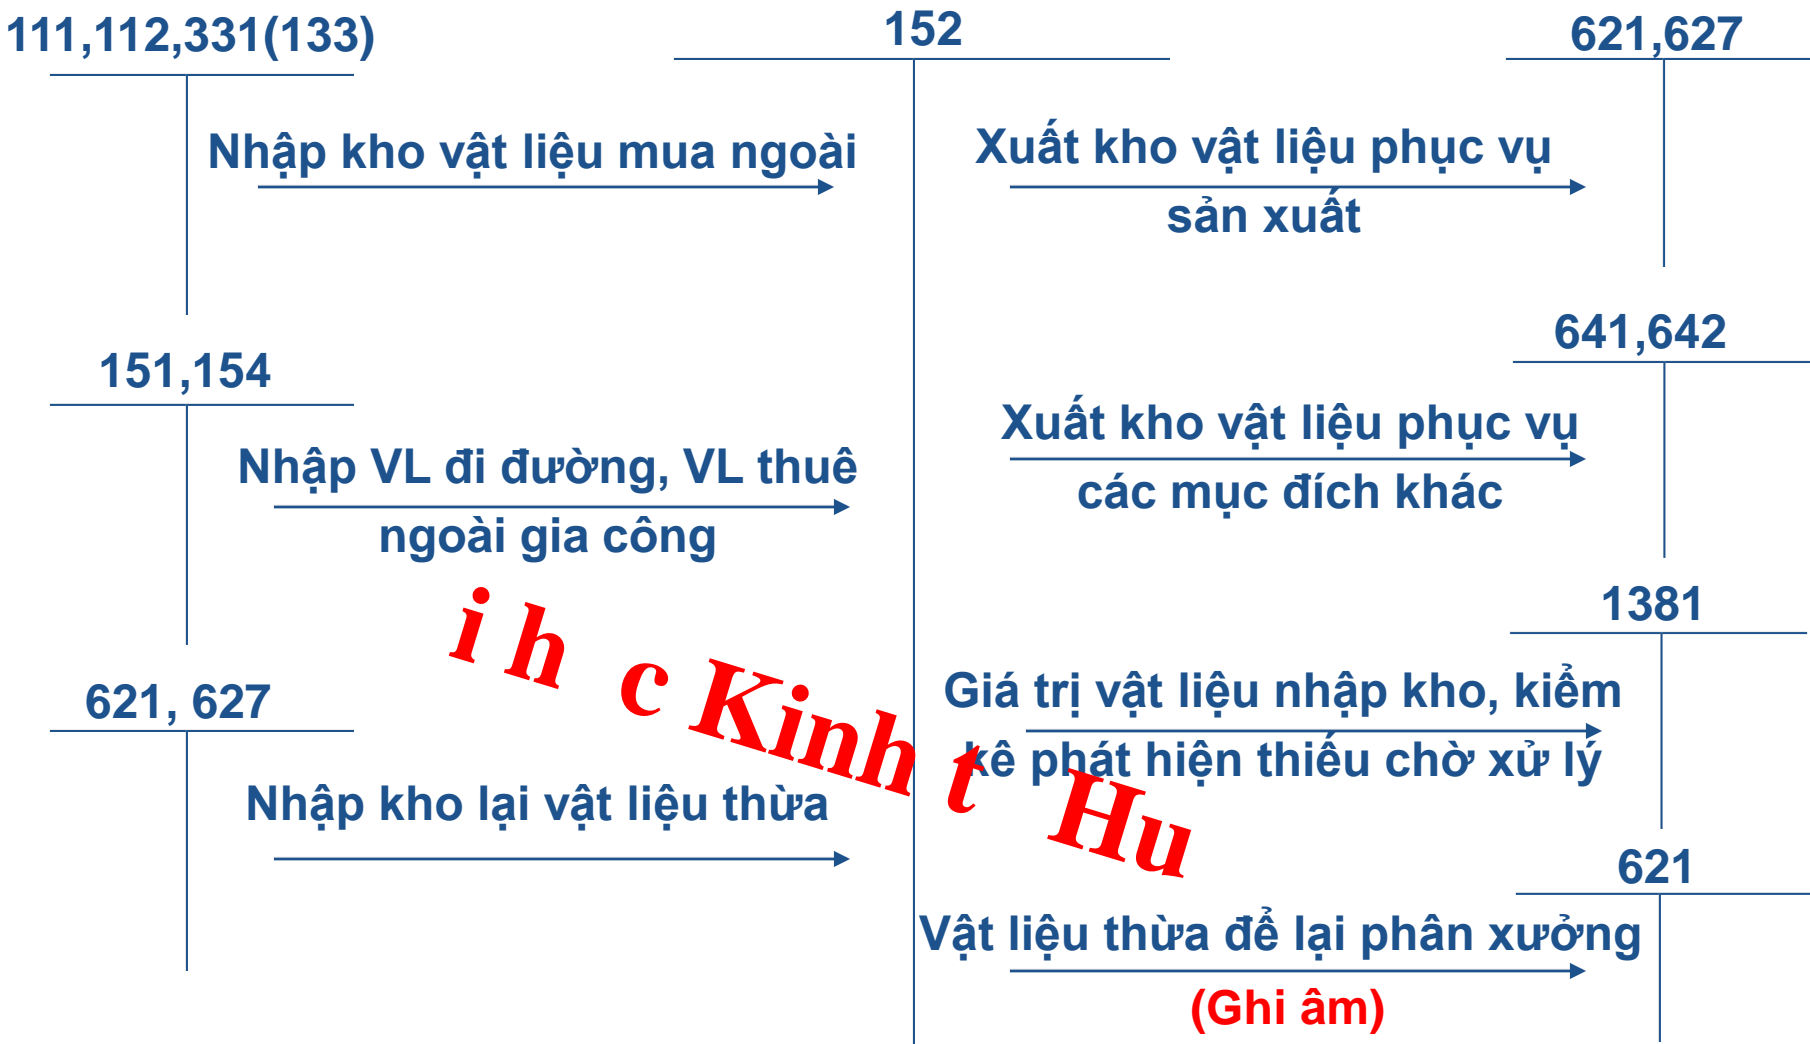 111,112,331(133)
152
621,627
Nhập kho vật liệu mua ngoài
Xuất kho vật liệu phục vụ
sản xuất
151,154
641,642
Nhập VL đi đường, VL thuê
ngoài gia công
Xuất kho vật liệu phục vụ
các mục đích khác
621, 627
1381
Nhập kho lại vật liệu thừa
Giá trị vật liệu nhập kho, kiểm
kê phát hiện thiếu chờ xử lý
621
Vật liệu thừa để lại phân xưởng
(Ghi âm)
i h c Kinh t Hu